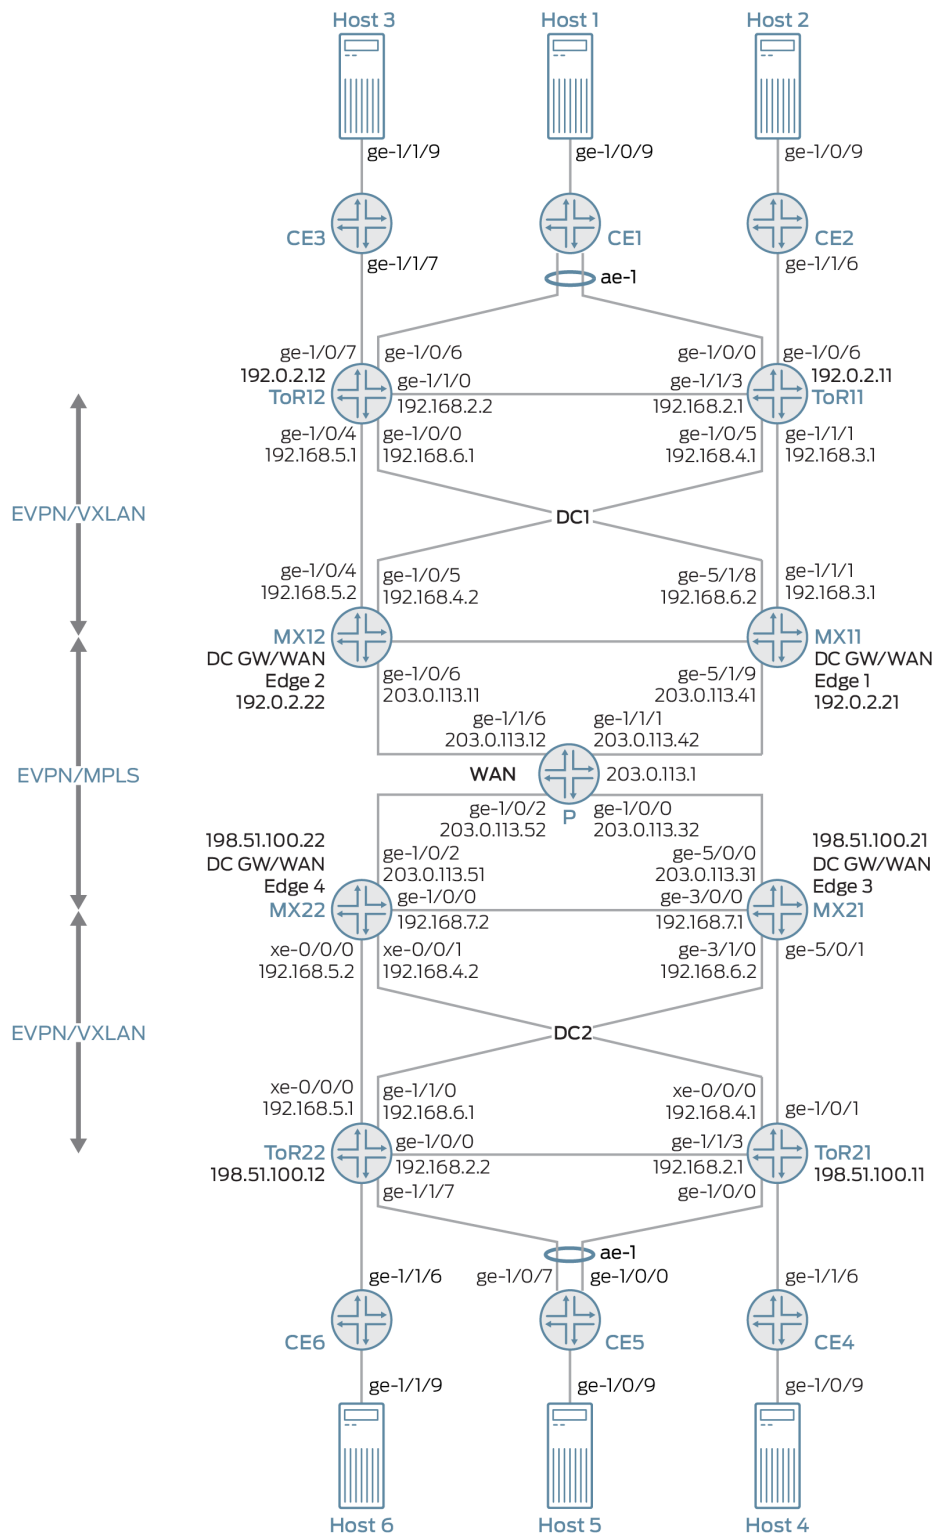 Host 3
Host 1
Host 2
ge-1/1/9
ge-1/0/9
ge-1/0/9
CE3
CE1
CE2
ge-1/1/7
ae-1
ge-1/1/6
ge-1/0/7
192.0.2.12
ToR12
ge-1/0/6
ge-1/0/0
ge-1/0/6
192.0.2.11
ToR11
ge-1/1/0
192.168.2.2
ge-1/1/3
192.168.2.1
ge-1/0/4
192.168.5.1
ge-1/0/0
192.168.6.1
ge-1/0/5
192.168.4.1
ge-1/1/1
192.168.3.1
EVPN/VXLAN
DC1
ge-1/0/4
192.168.5.2
ge-1/0/5
192.168.4.2
ge-5/1/8
192.168.6.2
ge-1/1/1
192.168.3.1
MX12
DC GW/WAN
Edge 2
192.0.2.22
MX11
DC GW/WAN
Edge 1
192.0.2.21
ge-1/0/6
203.0.113.11
ge-5/1/9
203.0.113.41
ge-1/1/6
203.0.113.12
ge-1/1/1
203.0.113.42
EVPN/MPLS
WAN
203.0.113.1
P
ge-1/0/2
203.0.113.52
ge-1/0/0
203.0.113.32
198.51.100.22
DC GW/WAN
Edge 4
MX22
ge-1/0/2
203.0.113.51
ge-5/0/0
203.0.113.31
198.51.100.21
DC GW/WAN
Edge 3
MX21
ge-1/0/0
192.168.7.2
ge-3/0/0
192.168.7.1
xe-0/0/0
192.168.5.2
xe-0/0/1
192.168.4.2
ge-3/1/0
192.168.6.2
ge-5/0/1
EVPN/VXLAN
DC2
xe-0/0/0
192.168.5.1
ge-1/1/0
192.168.6.1
xe-0/0/0
192.168.4.1
ge-1/0/1
ToR22
198.51.100.12
ge-1/0/0
192.168.2.2
ge-1/1/3
192.168.2.1
ToR21
198.51.100.11
ge-1/1/7
ge-1/0/0
ae-1
ge-1/1/6
ge-1/0/7
ge-1/0/0
ge-1/1/6
CE6
CE5
CE4
ge-1/1/9
ge-1/0/9
ge-1/0/9
Host 6
Host 5
Host 4